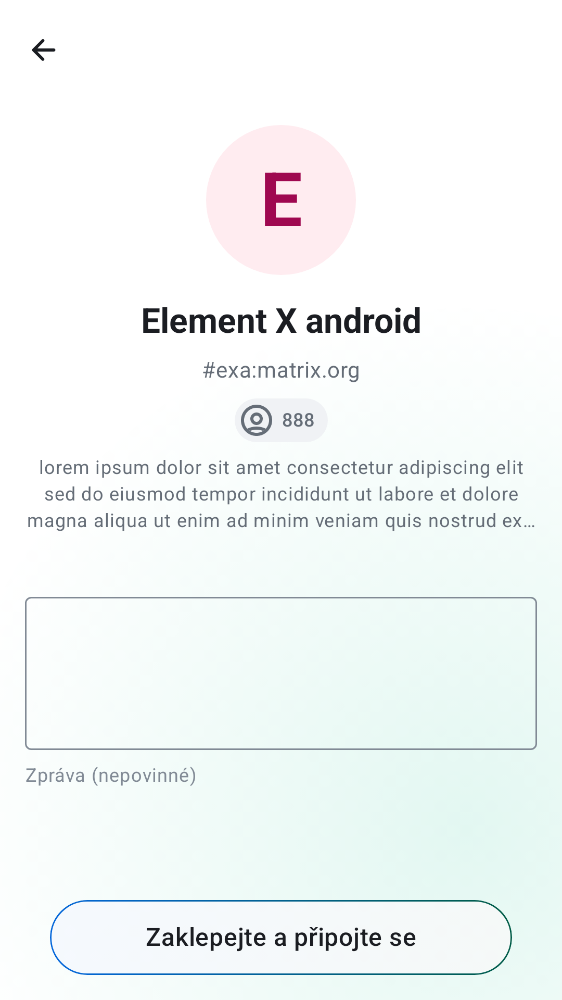 E
Element X android
#exa:matrix.org
888
lorem ipsum dolor sit amet consectetur adipiscing elit
sed do eiusmod tempor incididunt ut labore et dolore
magna aliqua ut enim ad minim veniam quis nostrud ex…
Zpráva (nepovinné)
Zaklepejte a připojte se